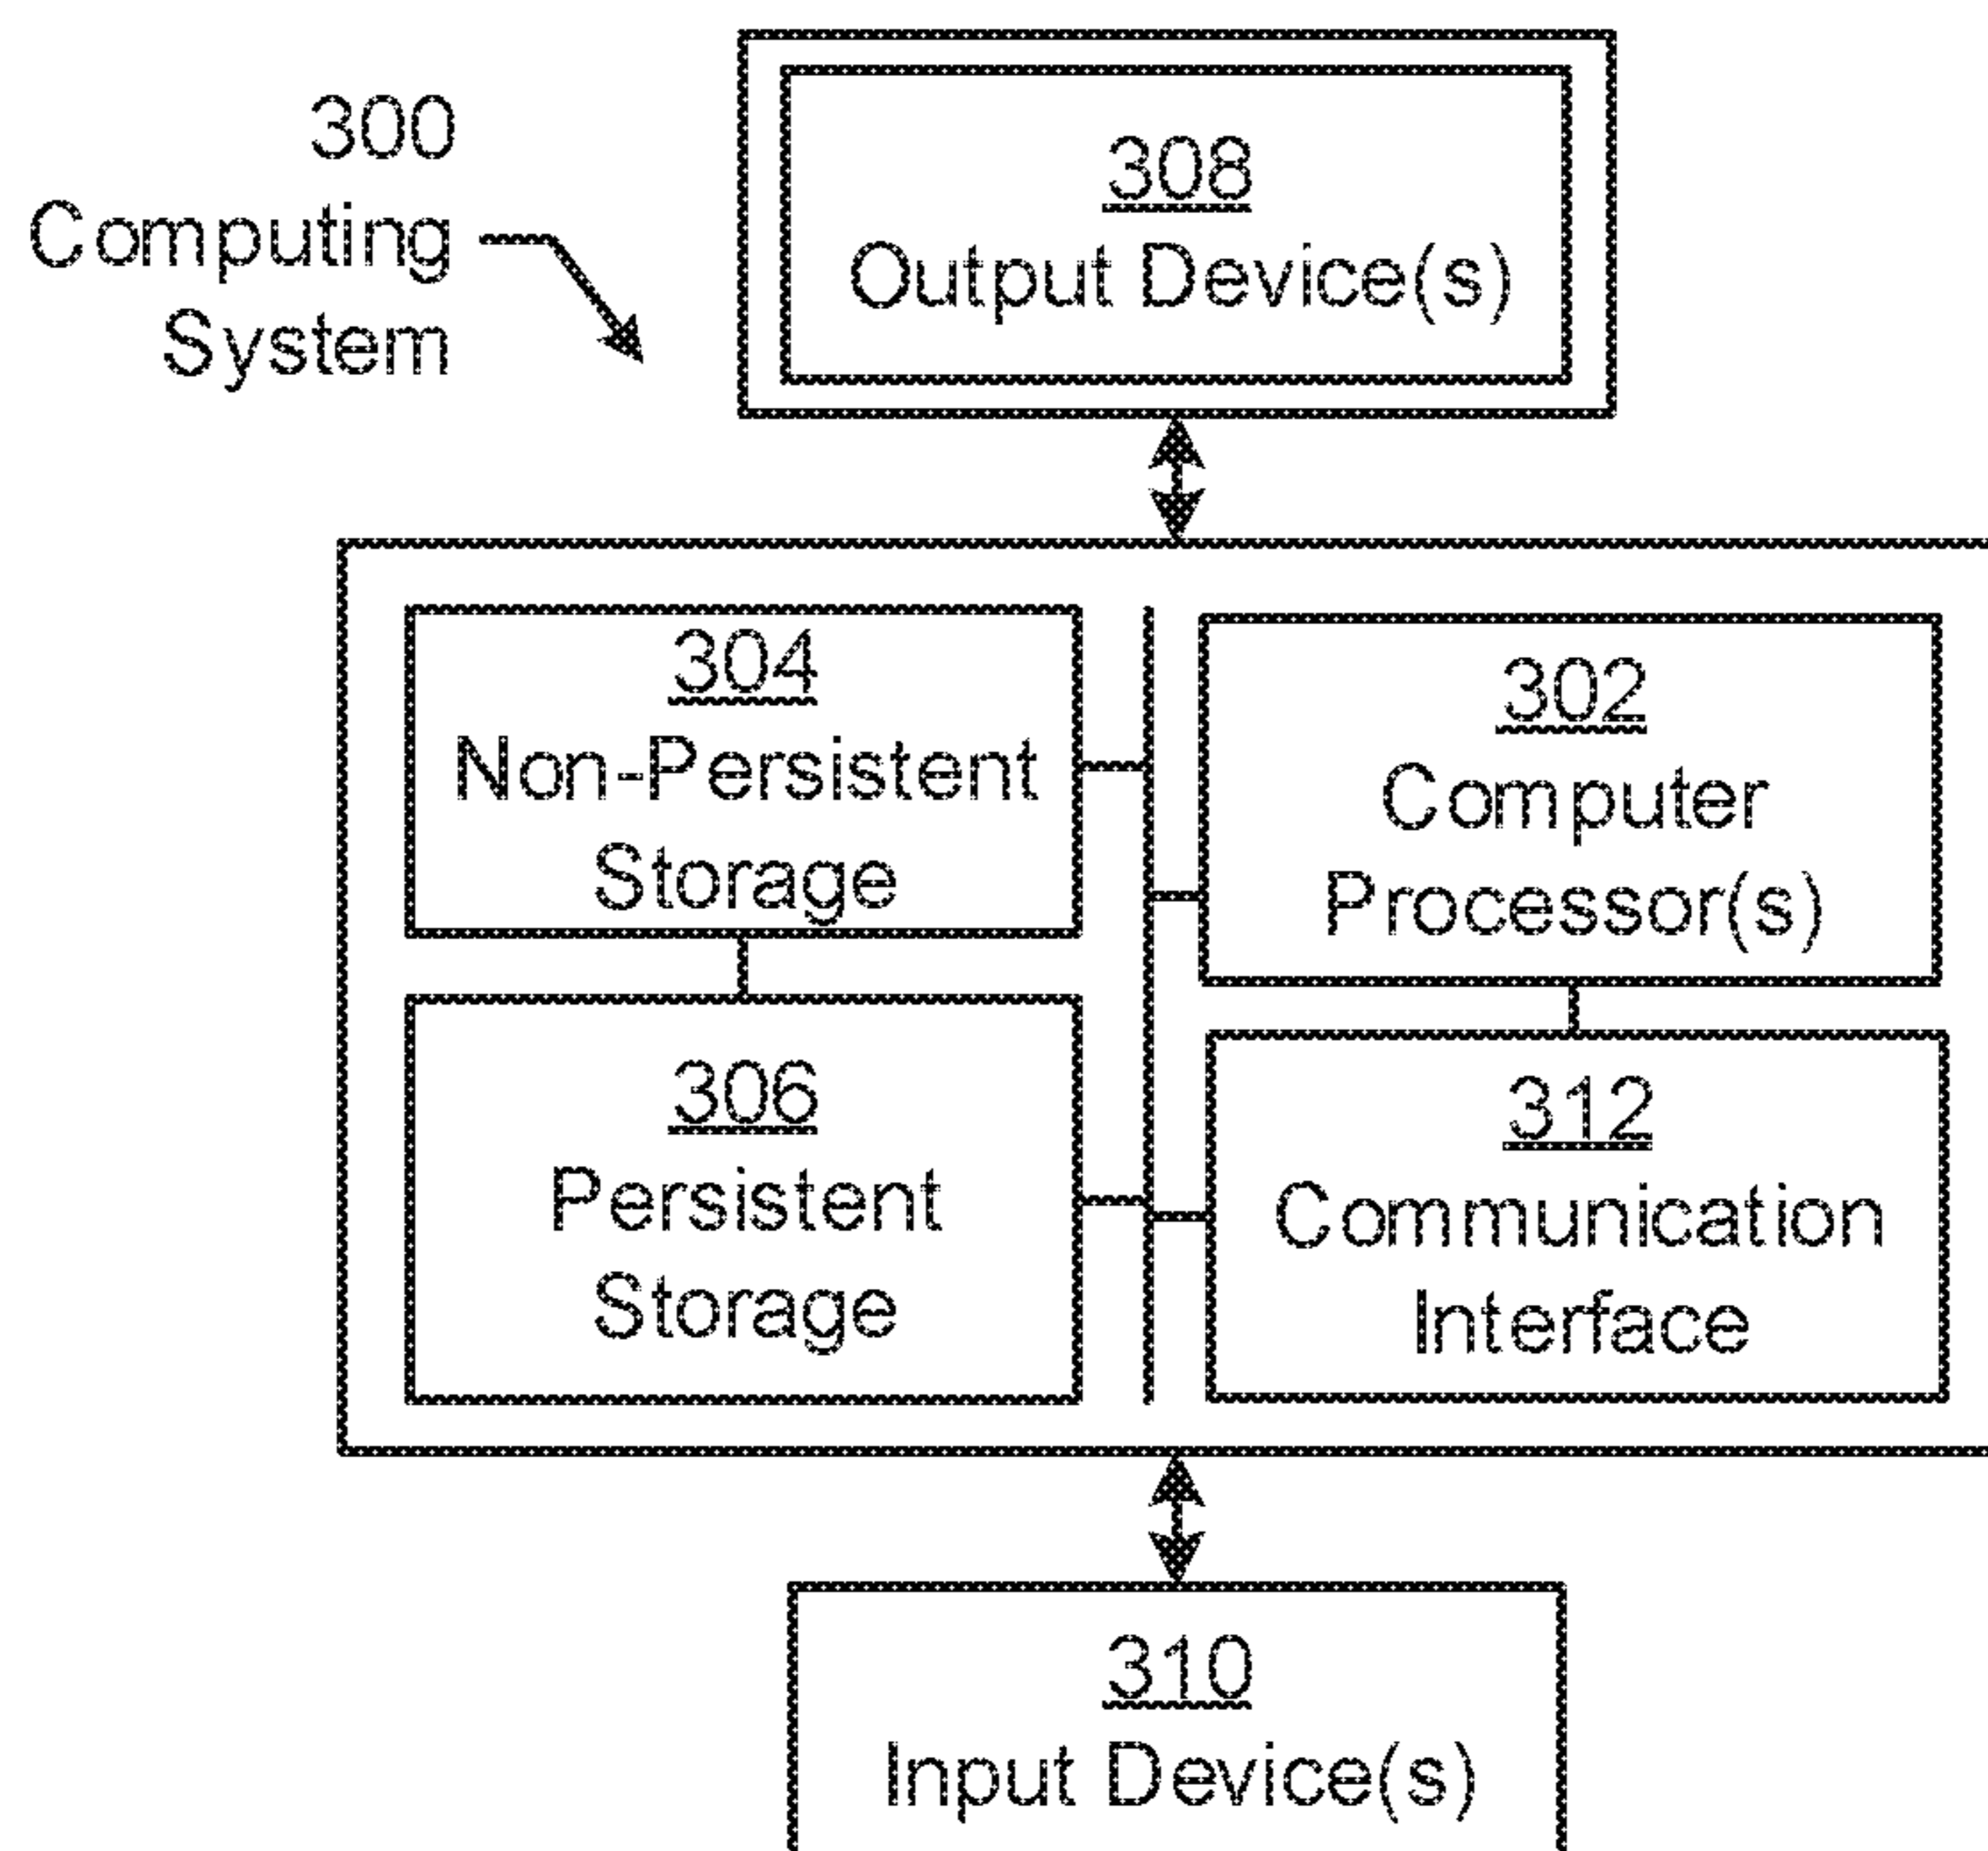 300
Computing
System
308
Output Device(s)
304
Non-Persistent
Storage
302
Computer
Processor(s)
306
Persistent
Storage
312
Communication
Interface
310
Input Device(s)